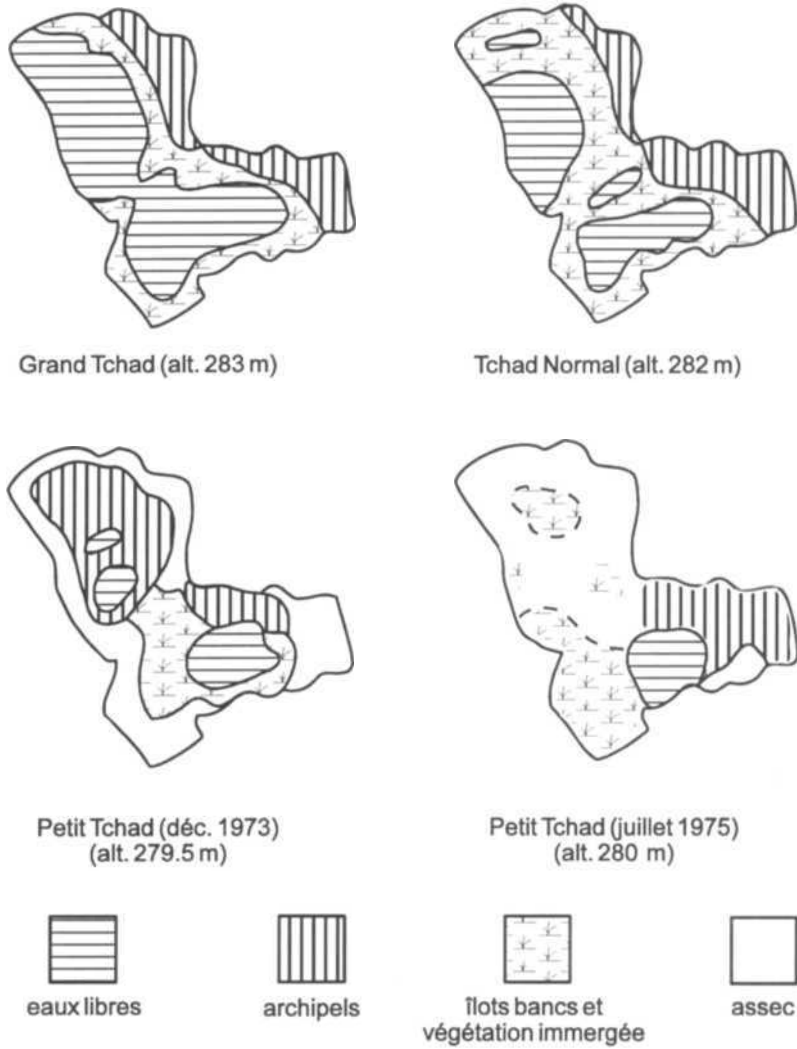 Grand Tchad (alt. 283 m)
Tchad Normal (alt. 282 m)
Petit Tchad (déc. 1973)
(alt. 279.5 m)
Petit Tchad (juillet 1975)
(alt. 280 m)
eaux libres
archipels
îlots bancs et
végétation immergée
assec